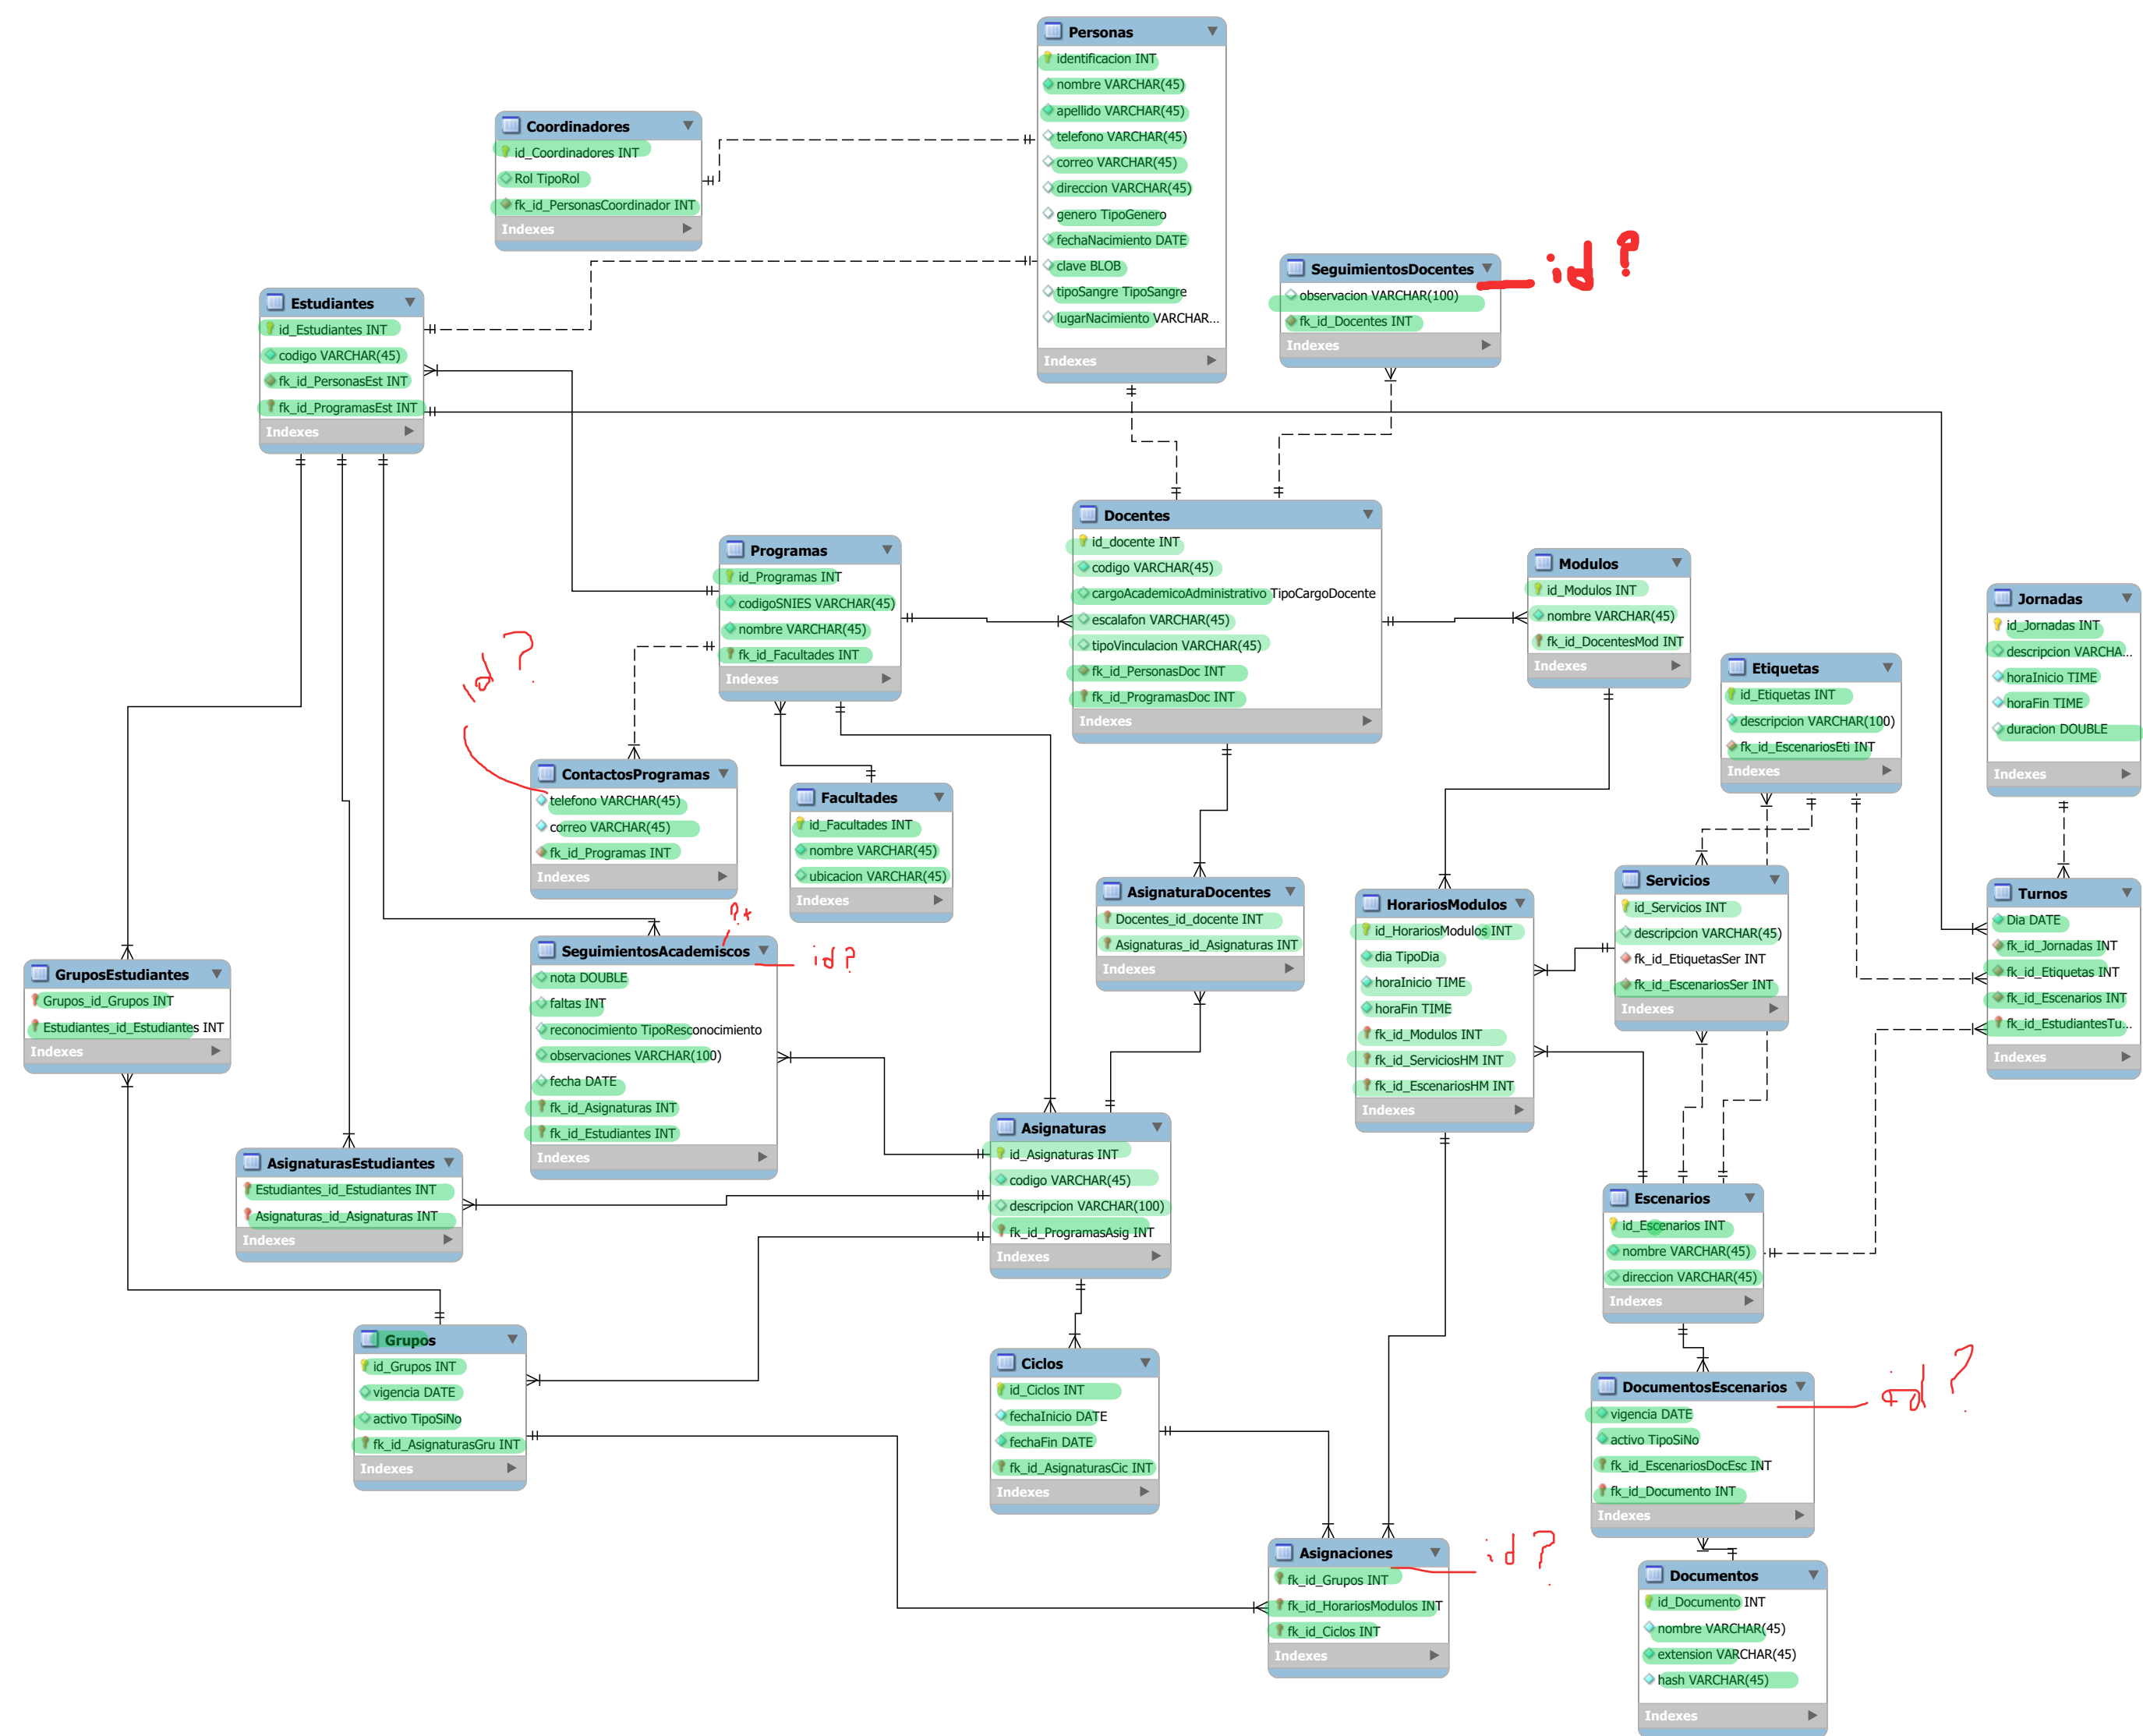 Personas
identificacion INT
nombre VARCHAR(45)
apellido VARCHAR(45)
telefono VARCHAR(45)
correo VARCHAR(45)
direccion VARCHAR(45)
genero TipoGenero
fechaNacimiento DATE
clave BLOB
tipoSangre TipoSangre
lugarNacimiento VARCHAR...
Indexes
Coordinadores
id_Coordinadores INT
Rol TipoRol
fk_id_PersonasCoordinador INT
Indexes
SeguimientosDocentes
observacion VARCHAR(100)
fk_id_Docentes INT
Indexes
id ?
Estudiantes
id_Estudiantes INT
codigo VARCHAR(45)
fk_id_PersonasEst INT
fk_id_ProgramasEst INT
Indexes
Docentes
id_docente INT
codigo VARCHAR(45)
cargoAcademicoAdministrativo TipoCargoDocente
escalafon VARCHAR(45)
tipoVinculacion VARCHAR(45)
fk_id_PersonasDoc INT
fk_id_ProgramasDoc INT
Indexes
Programas
id_Programas INT
codigoSNIES VARCHAR(45)
nombre VARCHAR(45)
fk_id_Facultades INT
Indexes
Modulos
id_Modulos INT
nombre VARCHAR(45)
fk_id_DocentesMod INT
Indexes
Jornadas
id_Jornadas INT
descripcion VARCHA...
horaInicio TIME
horaFin TIME
duracion DOUBLE
Indexes
Etiquetas
id_Etiquetas INT
descripcion VARCHAR(100)
fk_id_EscenariosEti INT
Indexes
id ?
ContactosProgramas
telefono VARCHAR(45)
correo VARCHAR(45)
fk_id_Programas INT
Indexes
Facultades
id_Facultades INT
nombre VARCHAR(45)
ubicacion VARCHAR(45)
Indexes
AsignaturaDocentes
Docentes_id_docente INT
Asignaturas_id_Asignaturas INT
Indexes
HorariosModulos
id_HorariosModulos INT
dia TipoDia
horaInicio TIME
horaFin TIME
fk_id_Modulos INT
fk_id_ServiciosHM INT
fk_id_EscenariosHM INT
Indexes
Servicios
id_Servicios INT
descripcion VARCHAR(45)
fk_id_EtiquetasSer INT
fk_id_EscenariosSer INT
Indexes
Turnos
Dia DATE
fk_id_Jornadas INT
fk_id_Etiquetas INT
fk_id_Escenarios INT
fk_id_EstudiantesTu...
Indexes
SeguimientosAcademiscos
nota DOUBLE
faltas INT
reconocimiento TipoResconocimiento
observaciones VARCHAR(100)
fecha DATE
fk_id_Asignaturas INT
fk_id_Estudiantes INT
Indexes
id?
GruposEstudiantes
Grupos_id_Grupos INT
Estudiantes_id_Estudiantes INT
Indexes
AsignaturasEstudiantes
Estudiantes_id_Estudiantes INT
Asignaturas_id_Asignaturas INT
Indexes
Asignaturas
id_Asignaturas INT
codigo VARCHAR(45)
descripcion VARCHAR(100)
fk_id_ProgramasAsig INT
Indexes
Escenarios
id_Escenarios INT
nombre VARCHAR(45)
direccion VARCHAR(45)
Indexes
Grupos
id_Grupos INT
vigencia DATE
activo TipoSiNo
fk_id_AsignaturasGru INT
Indexes
Ciclos
id_Ciclos INT
fechaInicio DATE
fechaFin DATE
fk_id_AsignaturasCic INT
Indexes
DocumentosEscenarios
vigencia DATE
activo TipoSiNo
fk_id_EscenariosDocEsc INT
fk_id_Documento INT
Indexes
id ?
Asignaciones
fk_id_Grupos INT
fk_id_HorariosModulos INT
fk_id_Ciclos INT
Indexes
id ?
Documentos
id_Documento INT
nombre VARCHAR(45)
extension VARCHAR(45)
hash VARCHAR(45)
Indexes